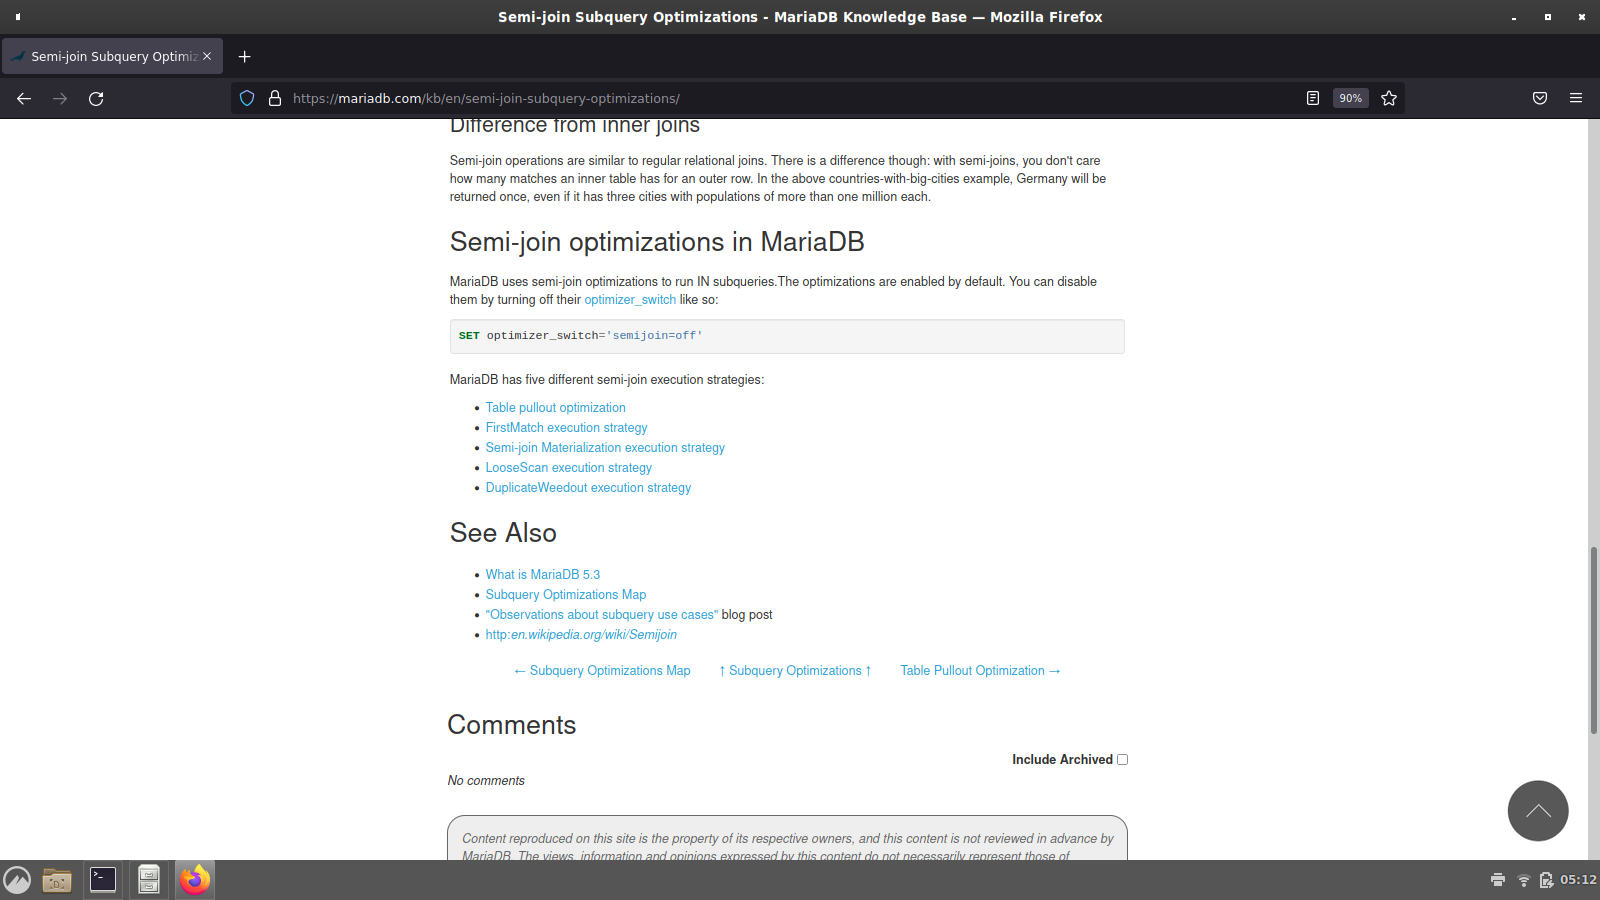 Semi-join Subquery Optimizations - MariaDB Knowledge Base — Mozilla Firefox
Semi-join Subquery Optimiz
https://mariadb.com/kb/en/semi-join-subquery-optimizations/
90%
Difference from inner joins
Semi-join operations are similar to regular relational joins. There is a difference though: with semi-joins, you don't care
how many matches an inner table has for an outer row. In the above countries-with-big-cities example, Germany will be
returned once, even if it has three cities with populations of more than one million each.
Semi-join optimizations in MariaDB
MariaDB uses semi-join optimizations to run IN subqueries.The optimizations are enabled by default. You can disable
them by turning off their optimizer_switch like so:
SET optimizer_switch='semijoin=off'
MariaDB has five different semi-join execution strategies:
• Table pullout optimization
• FirstMatch execution strategy
• Semi-join Materialization execution strategy
• LooseScan execution strategy
• DuplicateWeedout execution strategy
See Also
• What is MariaDB 5.3
• Subquery Optimizations Map
• "Observations about subquery use cases" blog post
• http:en.wikipedia.org/wiki/Semijoin
← Subquery Optimizations Map ↑ Subquery Optimizations ↑ Table Pullout Optimization →
Comments
Include Archived
No comments
Content reproduced on this site is the property of its respective owners, and this content is not reviewed in advance by
MariaDB. The views, information and opinions expressed by this content do not necessarily represent those of
05:12